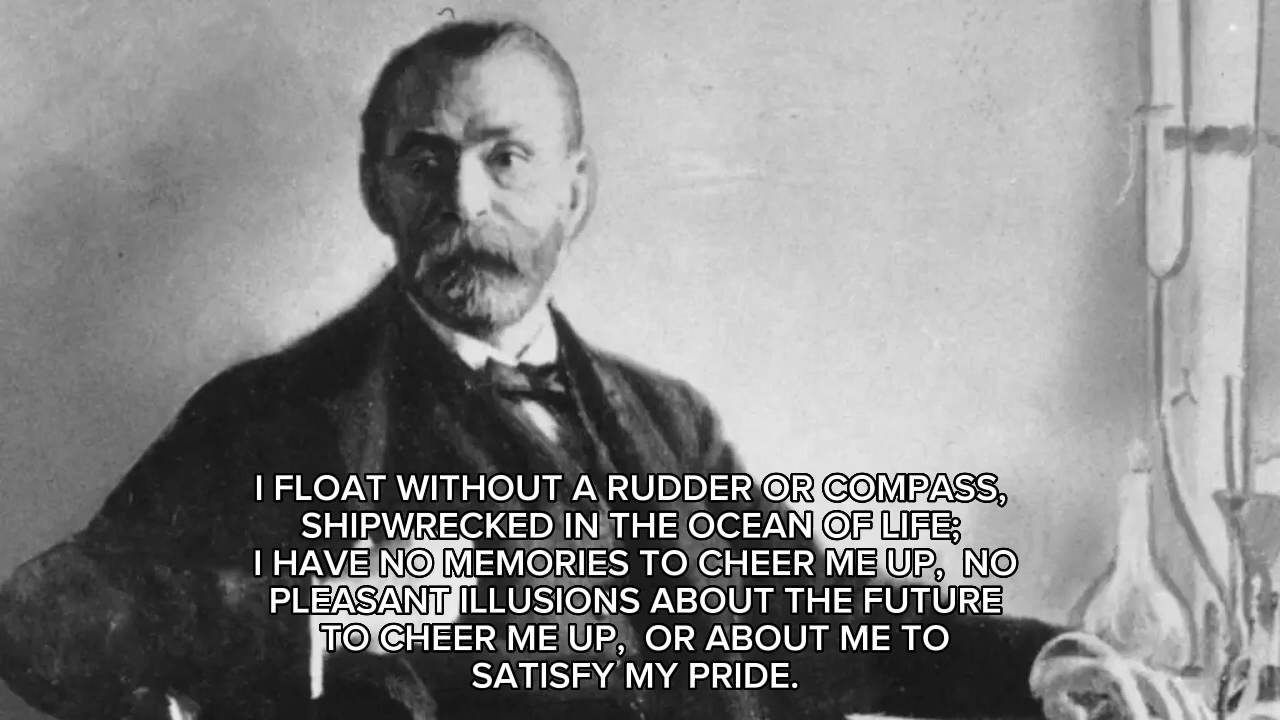 I FLOAT WITHOUT A RUDDER OR COMPASS,
SHIPWRECKED IN THE OCEAN OF LIFE;
I HAVE NO MEMORIES TO CHEER ME UP,  NO
PLEASANT ILLUSIONS ABOUT THE FUTURE
TO CHEER ME UP,  OR ABOUT ME TO
SATISFY MY PRIDE.